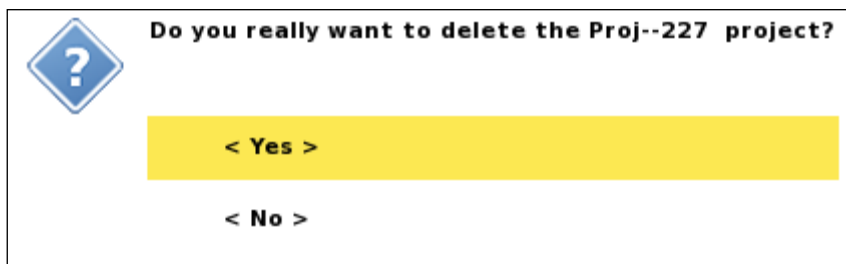 Do you really want to delete the Proj--227  project?
< Yes >
< No >